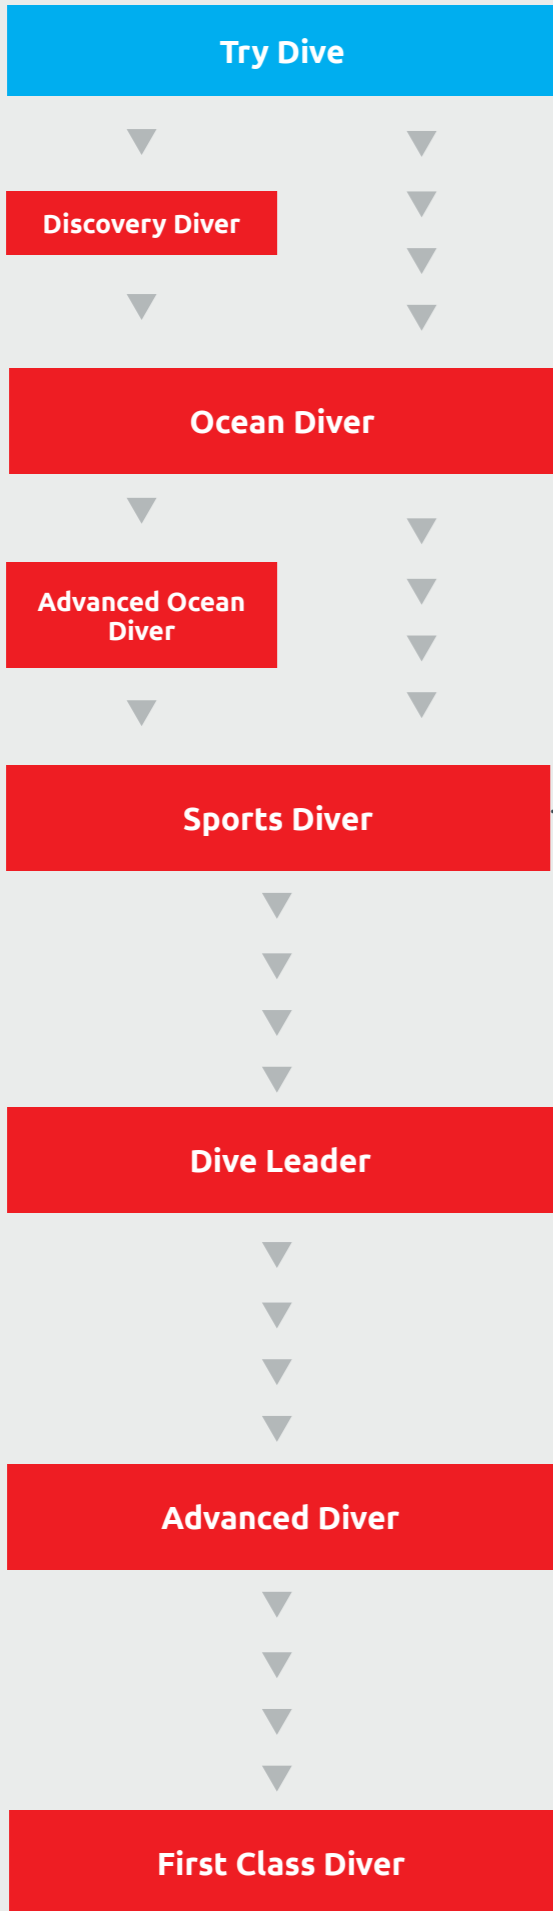 Try Dive
Discovery Diver
Ocean Diver
Advanced Ocean
Diver
Sports Diver
Dive Leader
Advanced Diver
First Class Diver